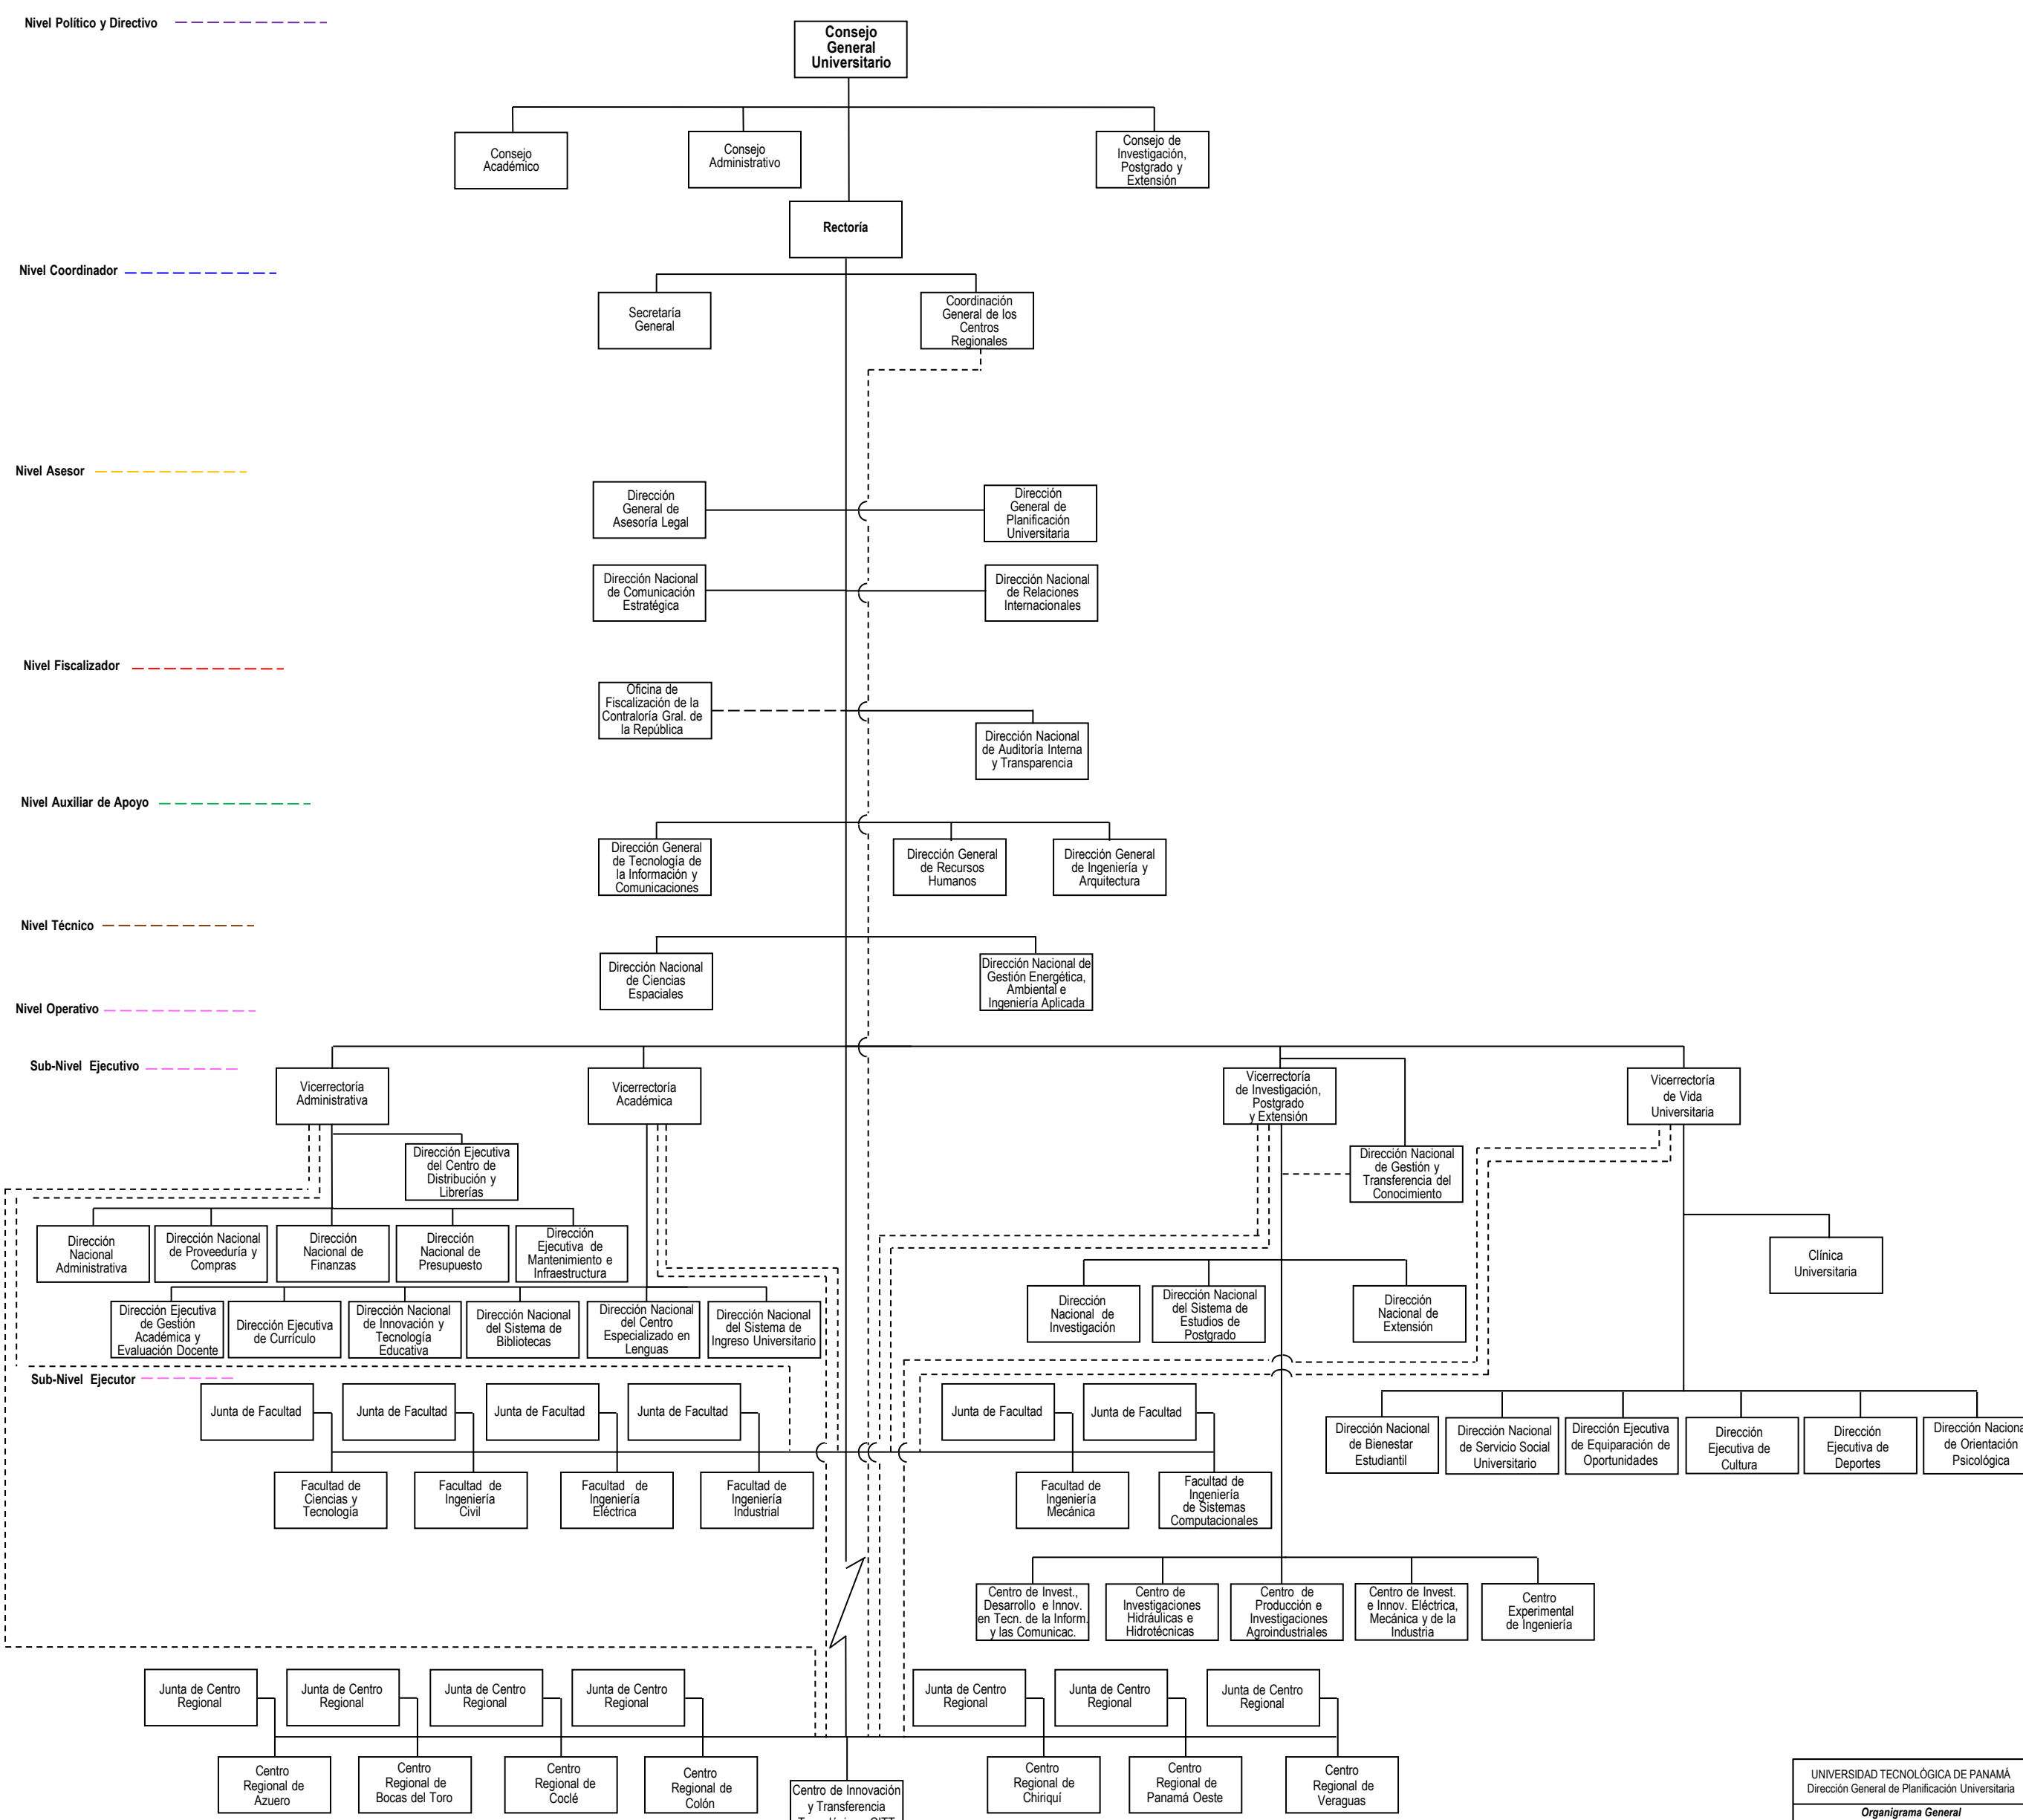 Nivel Político y Directivo
Consejo
General
Universitario
Consejo
Académico
Consejo
Administrativo
Consejo de
Investigación,
Postgrado y
Extensión
Rectoría
Nivel Coordinador
Secretaría
General
Coordinación
General de los
Centros
Regionales
Nivel Asesor
Dirección
General de
Asesoría Legal
Dirección
General de
Planificación
Universitaria
Dirección Nacional
de Comunicación
Estratégica
Dirección Nacional
de Relaciones
Internacionales
Nivel Fiscalizador
Oficina de
Fiscalización de la
Contraloría Gral. de
la República
Dirección Nacional
de Auditoría Interna
y Transparencia
Nivel Auxiliar de Apoyo
Dirección General
de Tecnología de
la Información y
Comunicaciones
Dirección General
de Recursos
Humanos
Dirección General
de Ingeniería y
Arquitectura
Nivel Técnico
Dirección Nacional
de Ciencias
Espaciales
Dirección Nacional de
Gestión Energética,
Ambiental e
Ingeniería Aplicada
Nivel Operativo
Sub-Nivel Ejecutivo
Vicerrectoría
Administrativa
Vicerrectoría
Académica
Vicerrectoría
de Investigación,
Postgrado
y Extensión
Vicerrectoría
de Vida
Universitaria
Dirección Ejecutiva
del Centro de
Distribución y
Librerías
Dirección Nacional
de Gestión y
Transferencia del
Conocimiento
Dirección
Nacional
Administrativa
Dirección Nacional
de Proveeduría y
Compras
Dirección
Nacional de
Finanzas
Dirección
Nacional de
Presupuesto
Dirección
Ejecutiva de
Mantenimiento e
Infraestructura
Clínica
Universitaria
Dirección Ejecutiva
de Gestión
Académica y
Evaluación Docente
Dirección Ejecutiva
de Currículo
Dirección Nacional
de Innovación y
Tecnología
Educativa
Dirección Nacional
del Sistema de
Bibliotecas
Dirección Nacional
del Centro
Especializado en
Lenguas
Dirección Nacional
del Sistema de
Ingreso Universitario
Dirección
Nacional de
Investigación
Dirección Nacional
del Sistema de
Estudios de
Postgrado
Dirección
Nacional de
Extensión
Sub-Nivel Ejecutor
Junta de Facultad
Junta de Facultad
Junta de Facultad
Junta de Facultad
Junta de Facultad
Junta de Facultad
Dirección Nacional
de Bienestar
Estudiantil
Dirección Nacional
de Servicio Social
Universitario
Dirección Ejecutiva
de Equiparación de
Oportunidades
Dirección
Ejecutiva de
Cultura
Dirección
Ejecutiva de
Deportes
Dirección
de Orientación
Psicológica
Facultad de
Ciencias y
Tecnología
Facultad de
Ingeniería
Civil
Facultad de
Ingeniería
Eléctrica
Facultad de
Ingeniería
Industrial
Facultad de
Ingeniería
Mecánica
Facultad de
Ingeniería
de Sistemas
Computacionales
Centro de Invest.,
Desarrollo e Innov.
en Tecn. de la Inform.
y las Comunicac.
Centro de
Investigaciones
Hidráulicas e
Hidrotécnicas
Centro de
Producción e
Investigaciones
Agroindustriales
Centro de Invest.
e Innov. Eléctrica,
Mecánica y de la
Industria
Centro
Experimental
de Ingeniería
Junta de Centro
Regional
Junta de Centro
Regional
Junta de Centro
Regional
Junta de Centro
Regional
Junta de Centro
Regional
Junta de Centro
Regional
Junta de Centro
Regional
Centro
Regional de
Azuero
Centro
Regional de
Bocas del Toro
Centro
Regional de
Coclé
Centro
Regional de
Colón
Centro de Innovación
y Transferencia
Centro
Regional de
Chiriquí
Centro
Regional de
Panamá Oeste
Centro
Regional de
Veraguas
UNIVERSIDAD TECNOLÓGICA DE PANAMÁ
Dirección General de Planificación Universitaria
Organigrama General